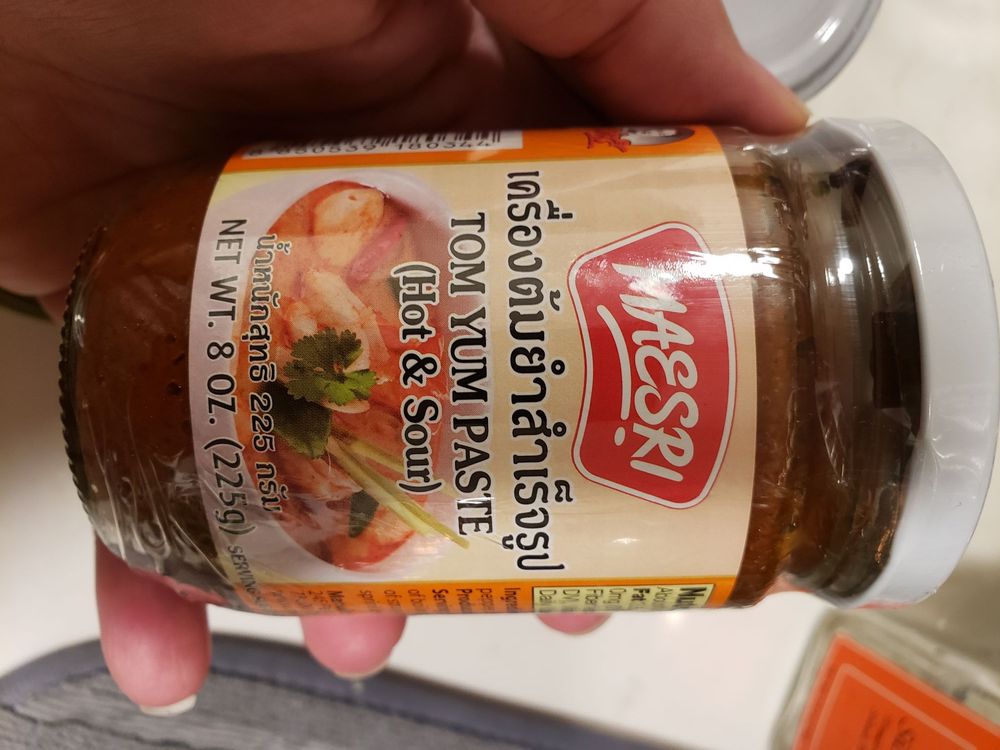 MAESRI
เครื่องต้มยำสำเร็จรูป
TOM YUM PASTE
(Hot & Sour)
น้ำหนักสุทธิ 225 กรัม
NET WT. 8 OZ. (225g)